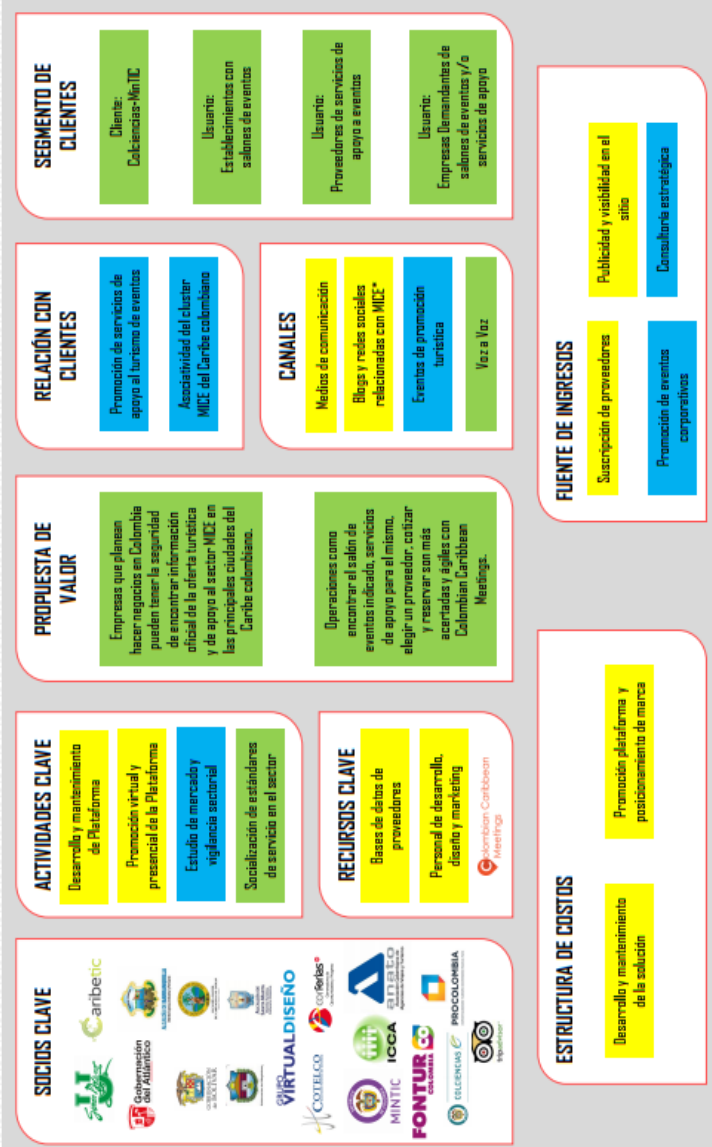 SOCIOS CLAVE
Caribetic
Gobernación
del Atlántico
GRUPO
VIRTUALDISEÑO
COTELCO
corferias
MINTIC
ICCA
anato
FONTUR
COLOMBIA
CO
COLCIENCIAS
PROCOLOMBIA
tripadvisor
ACTIVIDADES CLAVE
Desarrollo y mantenimiento
de Plataforma
Promoción virtual y
presencial de la Plataforma
Estudio de mercado y
vigilancia sectorial
Socialización de estándares
de servicio en el sector
RECURSOS CLAVE
Bases de datos de
proveedores
Personal de desarrollo,
diseño y marketing
Colombian Caribbean
Meetings
PROPUESTA DE
VALOR
Empresas que planean
hacer negocios en Colombia
pueden tener la seguridad
de encontrar información
oficial de la oferta turística
y de apoyo al sector MICE en
las principales ciudades del
Caribe colombiano.
Operaciones como
encontrar el salón de
eventos indicado, servicios
de apoyo para el mismo,
elegir un proveedor, cotizar
y reservar son más
acertadas y ágiles con
Colombian Caribbean
Meetings.
RELACIÓN CON
CLIENTES
Promoción de servicios de
apoyo al turismo de eventos
Asociatividad del cluster
MICE del Caribe colombiano
CANALES
Medios de comunicación
Blogs y redes sociales
relacionadas con MICE*
Eventos de promoción
turística
Voz a Voz
SEGMENTO DE
CLIENTES
Cliente:
Colciencias-MinTIC
Usuario:
Establecimientos con
salones de eventos
Usuario:
Proveedores de servicios de
apoyo a eventos
Usuario:
Empresas Demandantes de
salones de eventos y/o
servicios de apoyo
ESTRUCTURA DE COSTOS
Desarrollo y mantenimiento
de la solución
Promoción plataforma y
posicionamiento de marca
FUENTE DE INGRESOS
Suscripción de proveedores
Publicidad y visibilidad en el
sitio
Promoción de eventos
corporativos
Consultoría estratégica